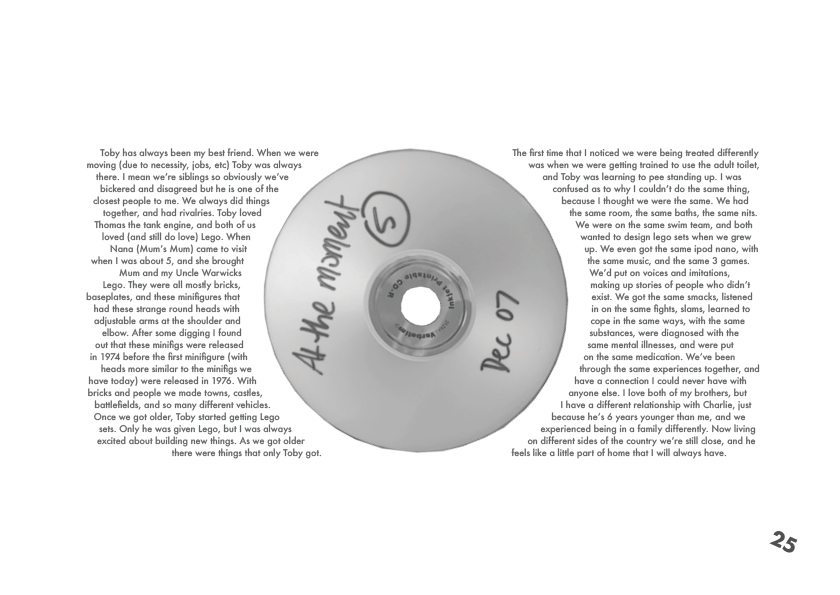 Toby has always been my best friend. When we were
moving (due to necessity, jobs, etc) Toby was always
there. I mean we're siblings so obviously we've
bickered and disagreed but he is one of the
closest people to me. We always did things
together, and had rivalries. Toby loved
Thomas the tank engine, and both of us
loved (and still do love) Lego. When
Nana (Mum's Mum) came to visit
when I was about 5, and she brought
Mum and my Uncle Warwicks
Lego. They were all mostly bricks,
baseplates, and these minifigures that
had these strange round heads with
adjustable arms at the shoulder and
elbow. After some digging I found
out that these minifigs were released
in 1974 before the first minifigure (with
heads more similar to the minifigs we
have today) were released in 1976. With
bricks and people we made towns, castles,
battlefields, and so many different vehicles.
Once we got older, Toby started getting Lego
sets. Only he was given Lego, but I was always
excited about building new things. As we got older
there were things that only Toby got.
At the moment
5
Inkjet Printable CD-R
Variation
Dec 07
The first time that I noticed we were being treated differently
was when we were getting trained to use the adult toilet,
and Toby was learning to pee standing up. I was
confused as to why I couldn't do the same thing,
because I thought we were the same. We had
the same room, the same baths, the same nits.
We were on the same swim team, and both
wanted to design lego sets when we grew
up. We even got the same ipod nano, with
the same music, and the same 3 games.
We'd put on voices and imitations,
making up stories of people who didn't
exist. We got the same smacks, listened
in on the same fights, slams, learned to
cope in the same ways, with the same
substances, were diagnosed with the
same mental illnesses, and were put
on the same medication. We've been
through the same experiences together, and
have a connection I could never have with
anyone else. I love both of my brothers, but
I have a different relationship with Charlie, just
because he's 6 years younger than me, and we
experienced being in a family differently. Now living
on different sides of the country we're still close, and he
feels like a little part of home that I will always have.
25